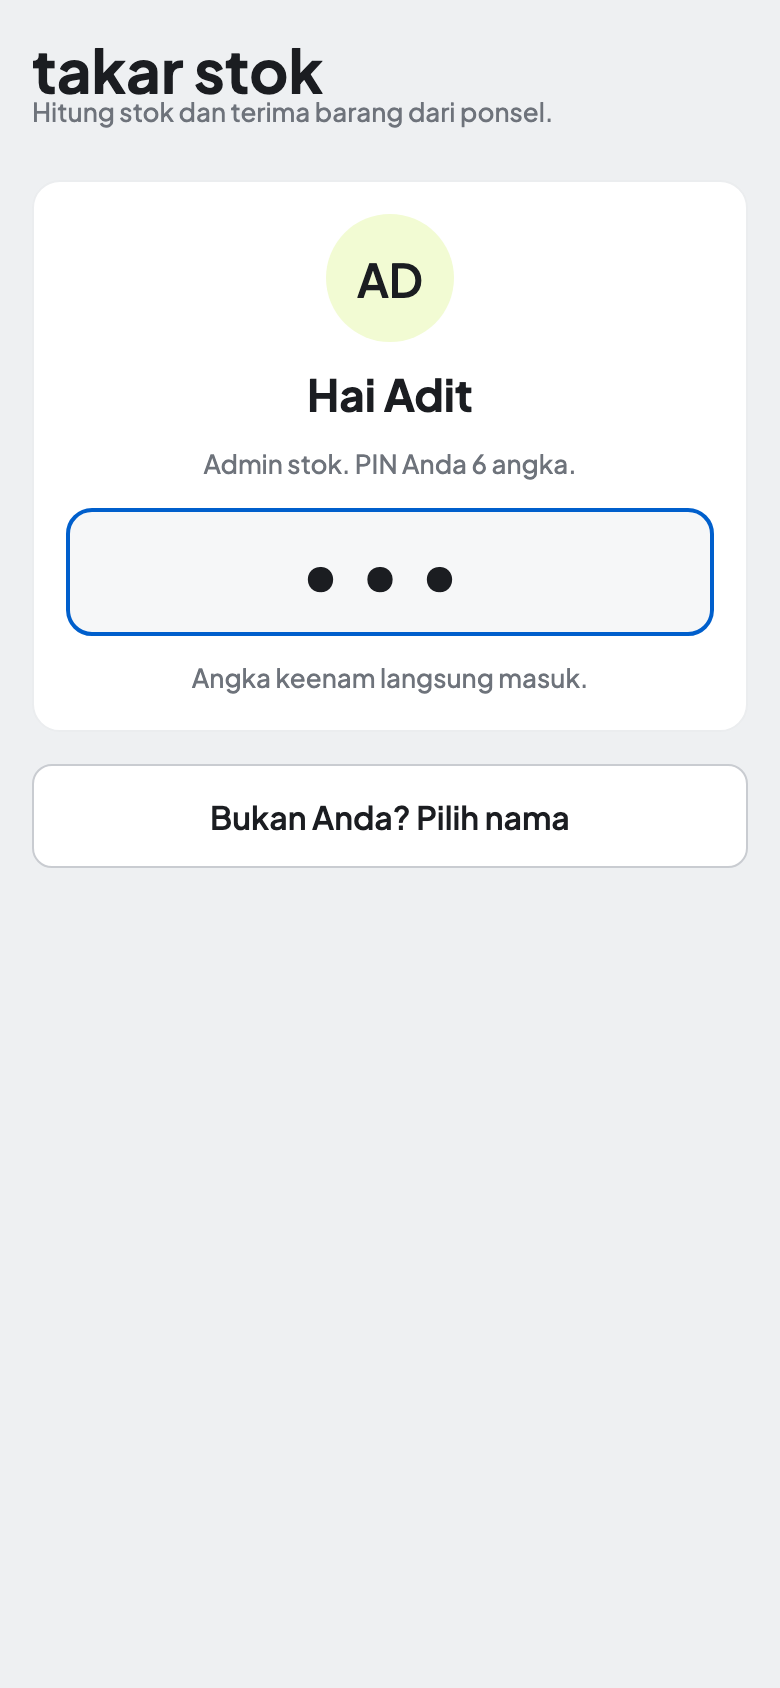 takar stok
Hitung stok dan terima barang dari ponsel.
AD
Hai Adit
Admin stok. PIN Anda 6 angka.
Angka keenam langsung masuk.
Bukan Anda? Pilih nama